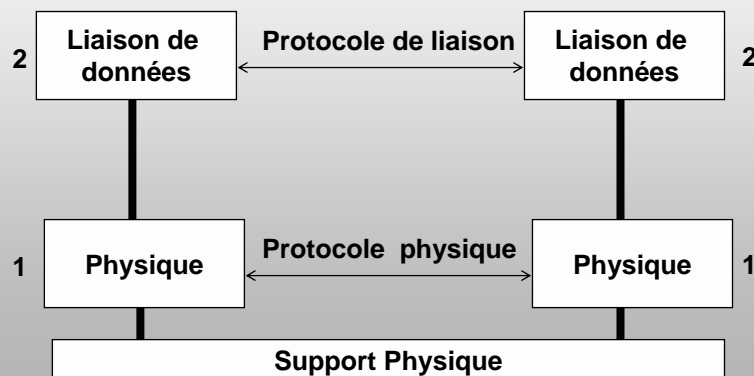 Liaison de
données
Protocole de liaison
Liaison de
données
2
2
Physique
Protocole  physique
Physique
1
1
Support Physique